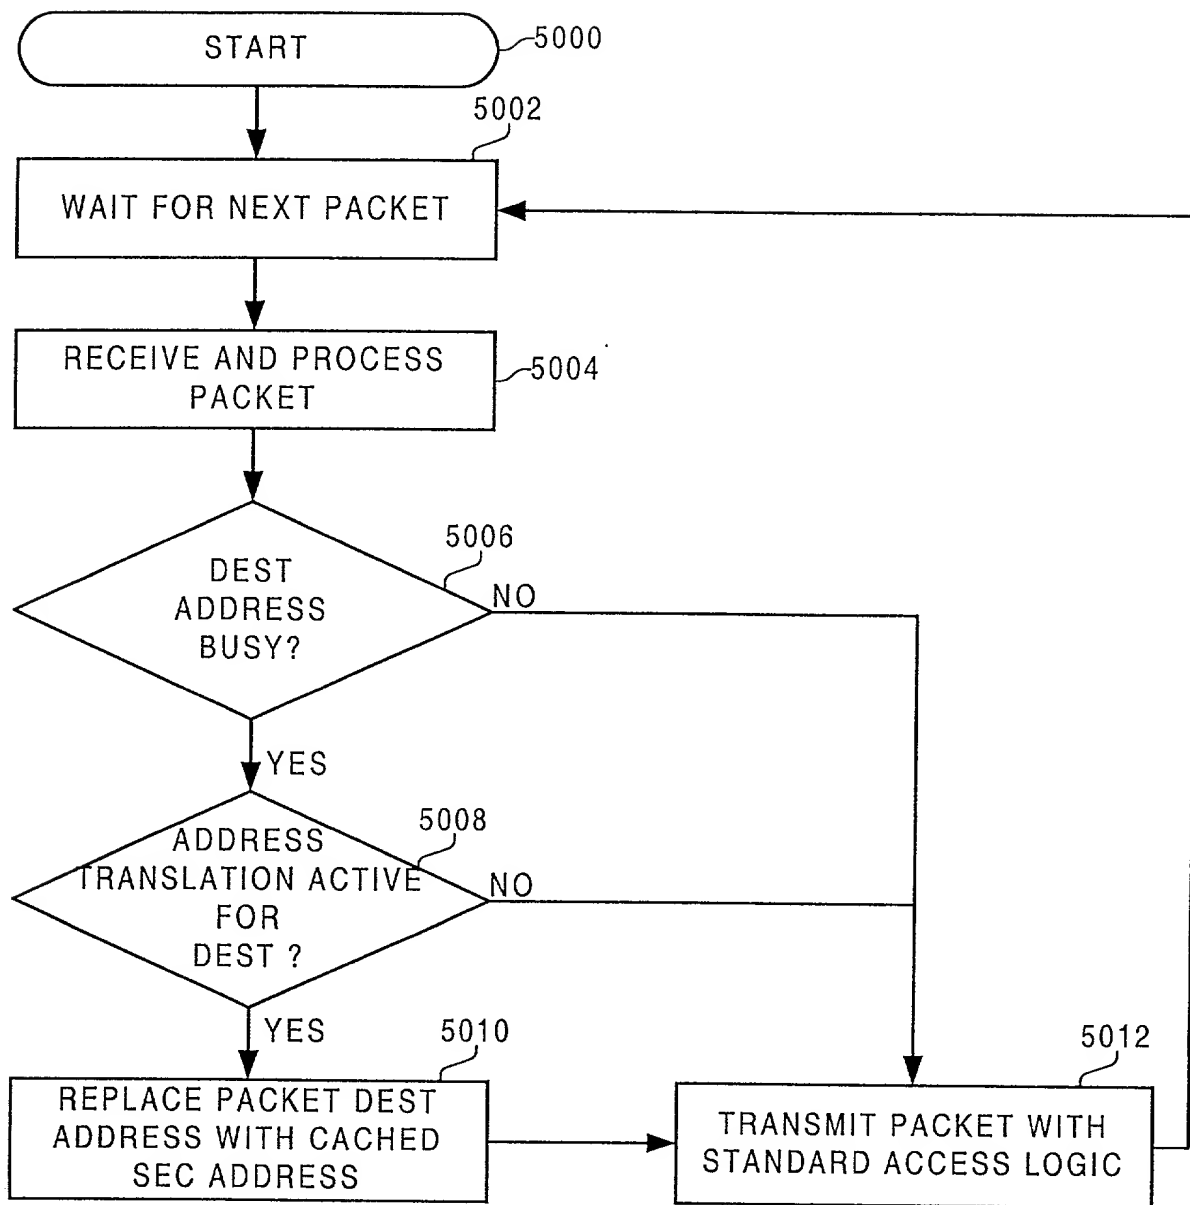 START
5000
5002
WAIT FOR NEXT PACKET
RECEIVE AND PROCESS
PACKET
5004
5006
DEST
ADDRESS
BUSY?
NO
YES
5008
ADDRESS
TRANSLATION ACTIVE
FOR
DEST ?
NO
YES
5010
REPLACE PACKET DEST
ADDRESS WITH CACHED
SEC ADDRESS
5012
TRANSMIT PACKET WITH
STANDARD ACCESS LOGIC